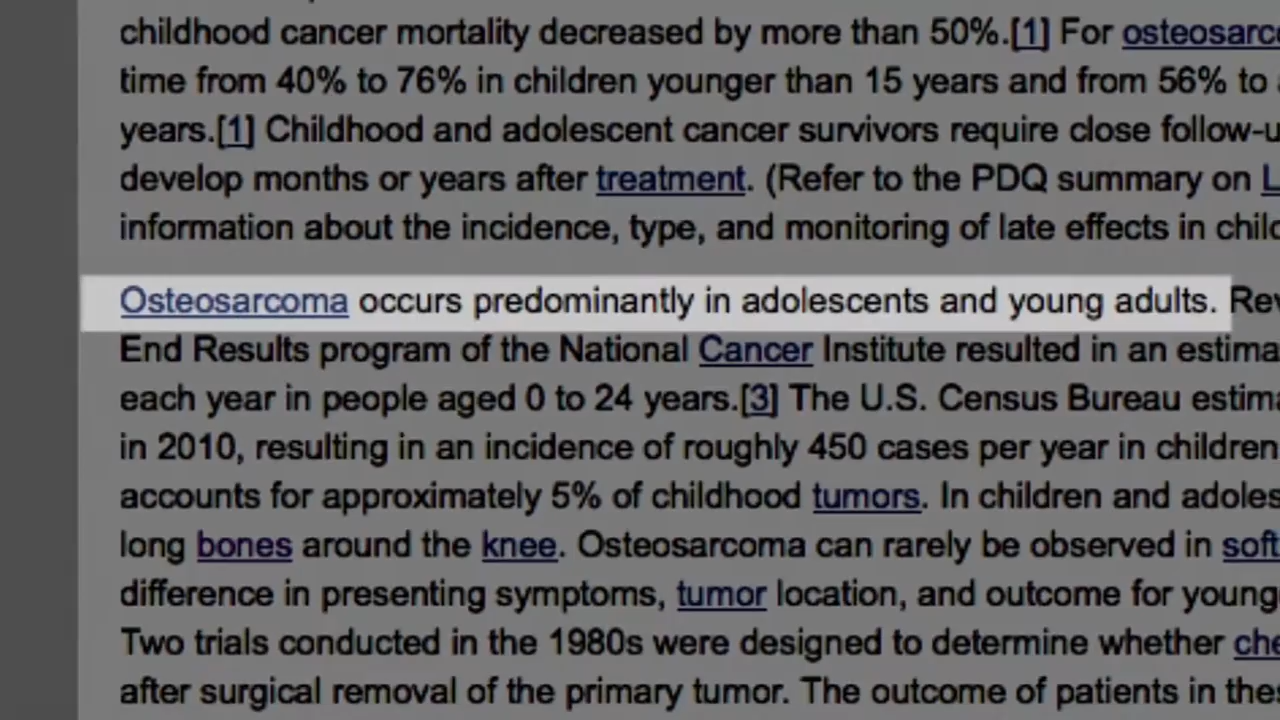 childhood cancer mortality decreased by more than 50%.[1] For
time from 40% to 76% in children younger than 15 years and from 56% to
years.[1] Childhood and adolescent cancer survivors require close
develop months or years after treatment. (Refer to the PDQ summary on
information about the incidence, type, and monitoring of late effects in
Osteosarcoma occurs predominantly in adolescents and young adults.
End Results program of the National Cancer Institute resulted in an
each year in people aged 0 to 24 years.[3] The U.S. Census Bureau
in 2010, resulting in an incidence of roughly 450 cases per year in children
accounts for approximately 5% of childhood tumors. In children and
long bones around the knee. Osteosarcoma can rarely be observed in soft
difference in presenting symptoms, tumor location, and outcome for
Two trials conducted in the 1980s were designed to determine whether
after surgical removal of the primary tumor. The outcome of patients in